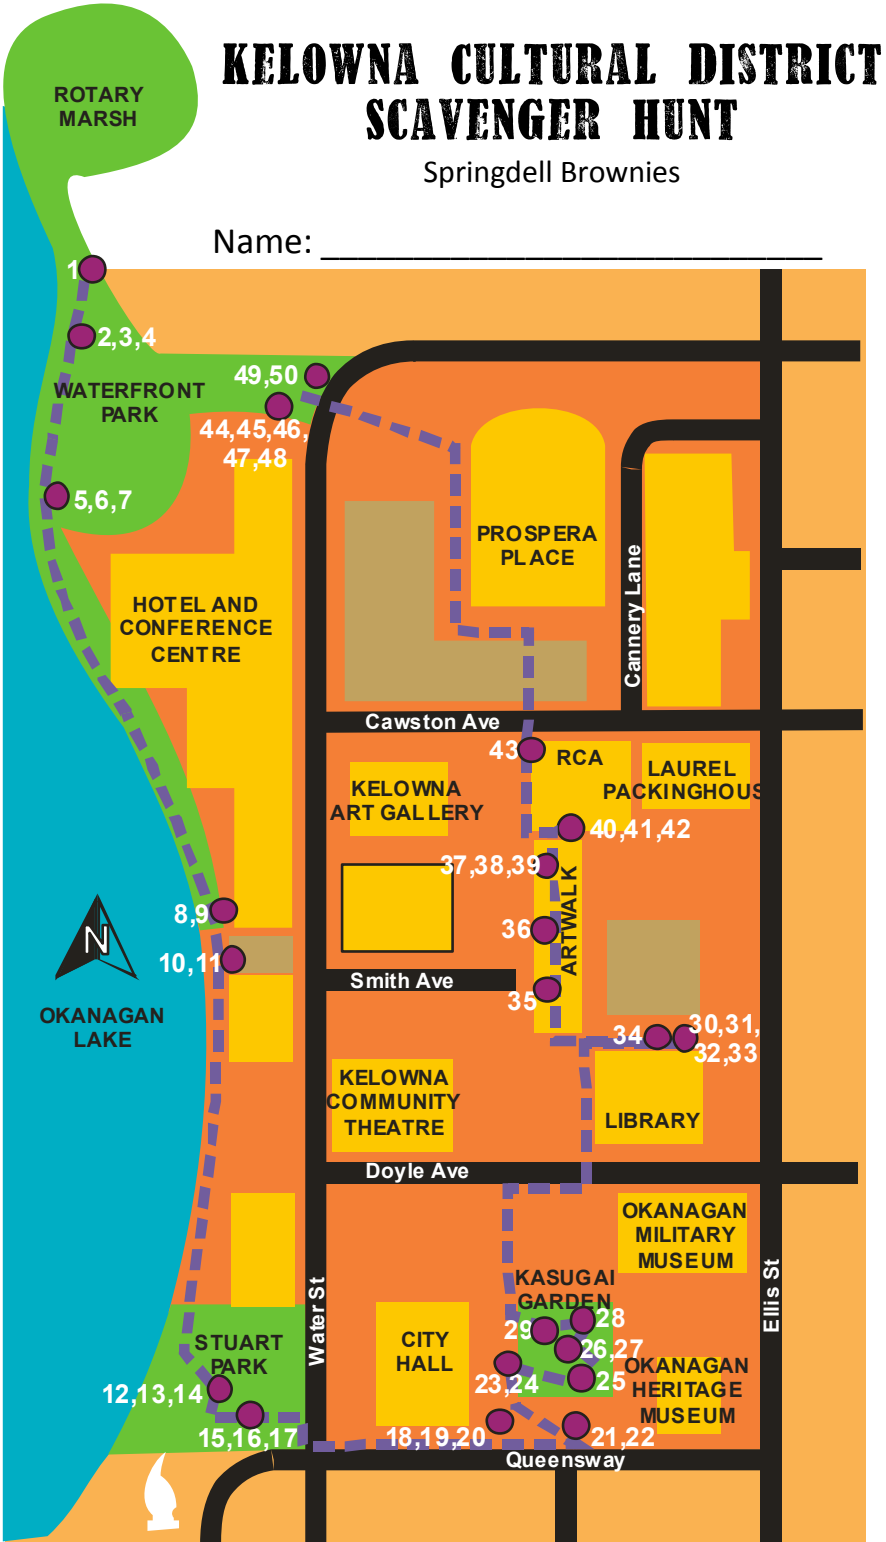 KELOWNA CULTURAL DISTRICT
SCAVENGER HUNT
Springdell Brownies
Name: ___________________________
ROTARY
MARSH
1
2,3,4
WATERFRONT
PARK
49,50
44,45,46,
47,48
5,6,7
PROSPERA
PLACE
Cannery Lane
HOTEL AND
CONFERENCE
CENTRE
Cawston Ave
43
RCA
LAUREL
PACKINGHOUS
KELOWNA
ART GALLERY
40,41,42
37,38,39
ARTWALK
36
35
8,9
10,11
N
Smith Ave
OKANAGAN
LAKE
34
30,31,
32,33
KELOWNA
COMMUNITY
THEATRE
LIBRARY
Doyle Ave
OKANAGAN
MILITARY
MUSEUM
Ellis St
Water St
KASUGAI
GARDEN
28
29
26,27
25
23,24
CITY
HALL
OKANAGAN
HERITAGE
MUSEUM
STUART
PARK
12,13,14
15,16,17
18,19,20
21,22
Queensway